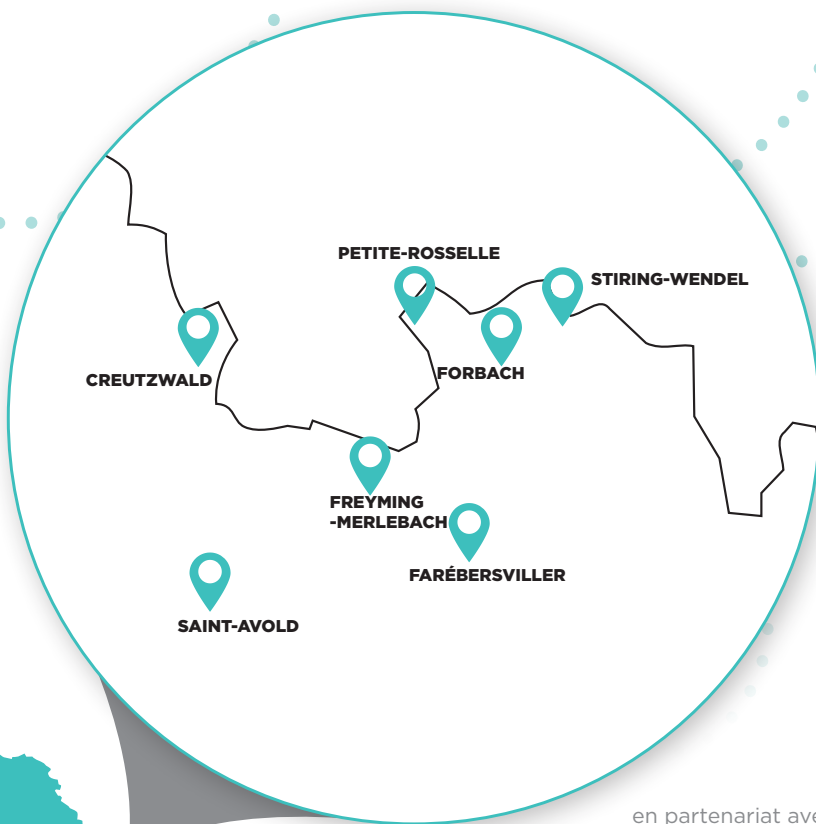 PETITE-ROSSELLE
STIRING-WENDEL
CREUTZWALD
FORBACH
FREYMING
-MERLEBACH
FARÉBERSVILLER
SAINT-AVOLD
en partenariat ave